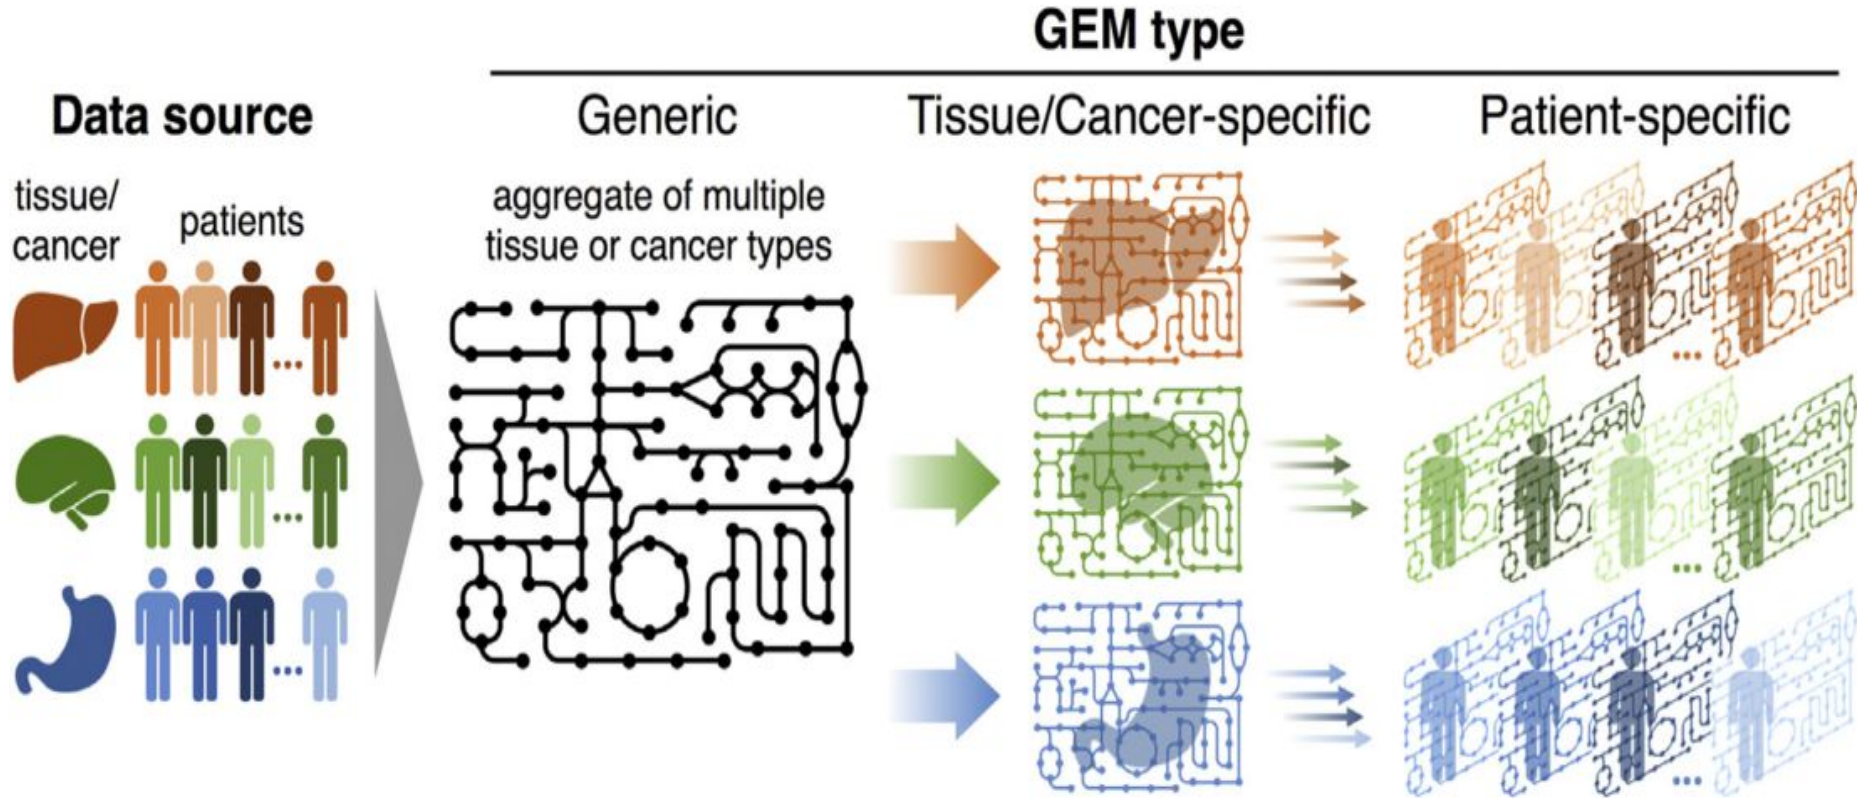 GEM type
Data source
Generic
Tissue/Cancer-specific
Patient-specific
tissue/
cancer
patients
aggregate of multiple
tissue or cancer types
...
...
...
...
...
...